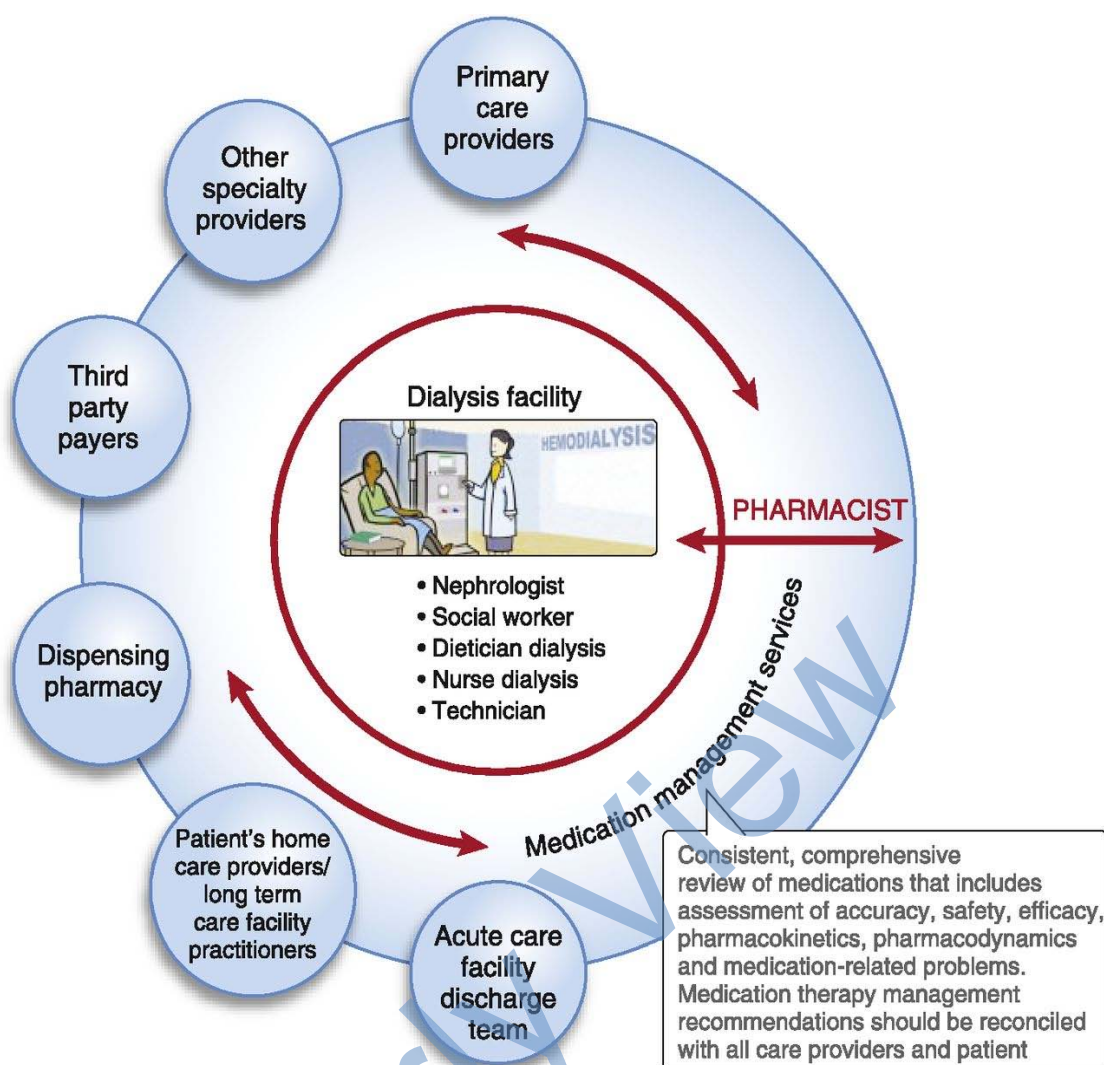 Primary
care
providers
Other
specialty
providers
Third
party
payers
Dialysis facility
HEMODIALYSIS
PHARMACIST
• Nephrologist
• Social worker
• Dietician dialysis
• Nurse dialysis
• Technician
Dispensing
pharmacy
Medication management services
Patient's home
care providers/
long term
care facility
practitioners
Acute care
facility
discharge
team
Consistent, comprehensive
review of medications that includes
assessment of accuracy, safety, efficacy,
pharmacokinetics, pharmacodynamics
and medication-related problems.
Medication therapy management
recommendations should be reconciled
with all care providers and patient
View